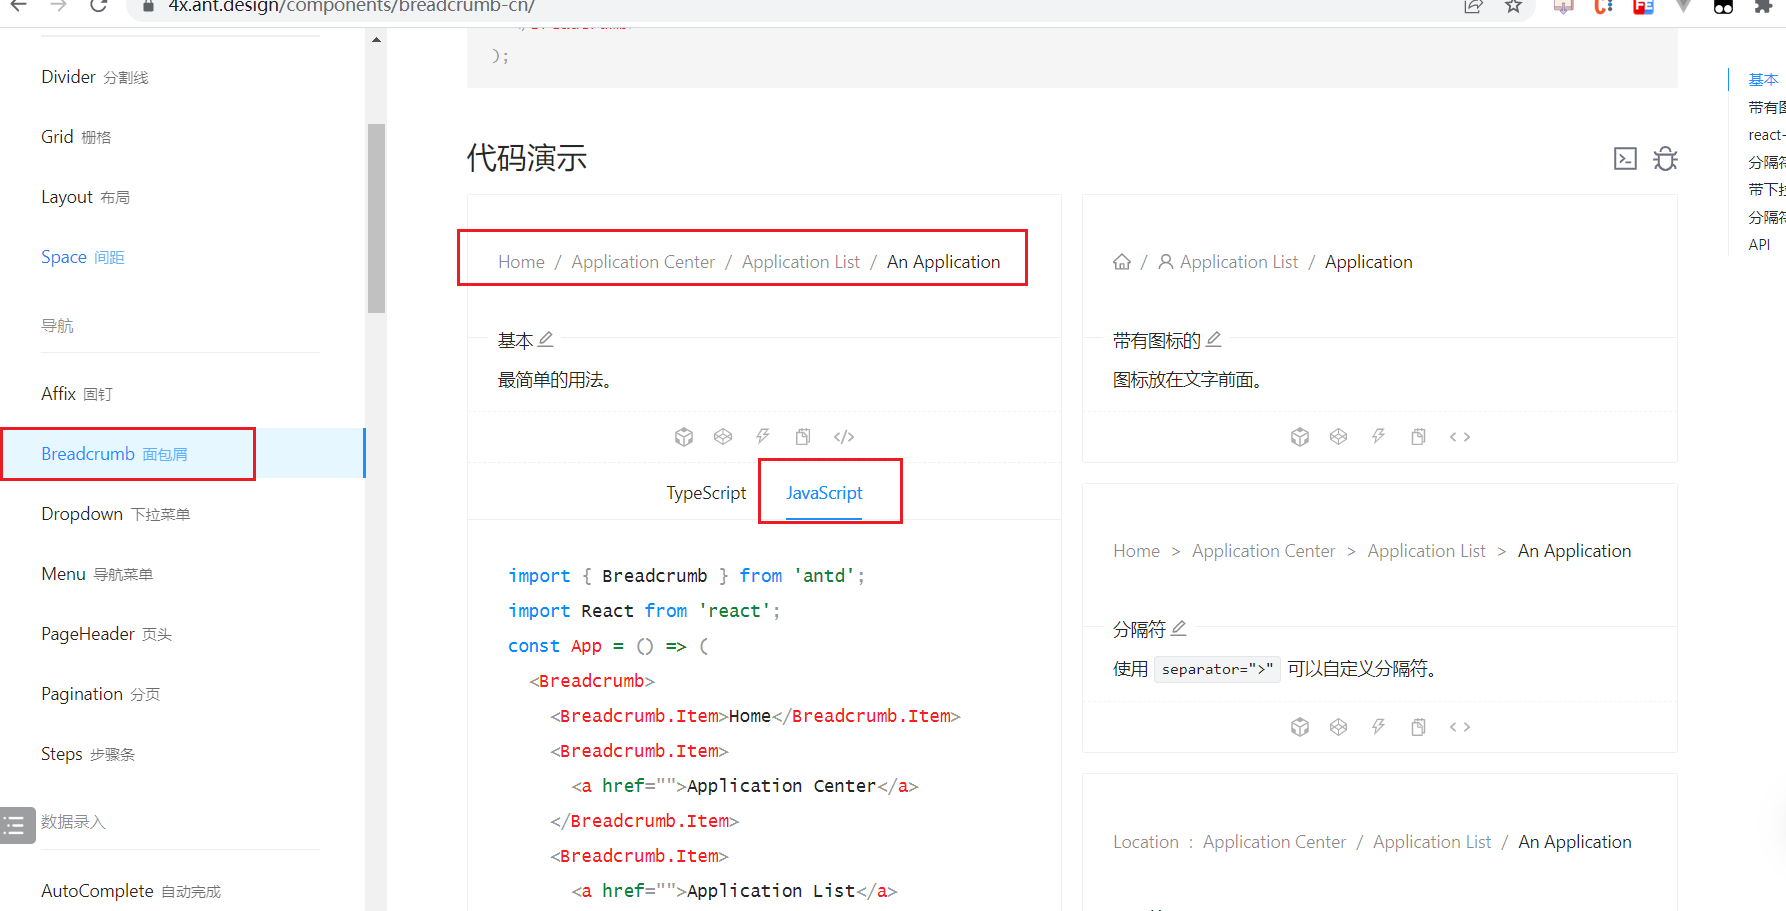 4x.ant.design/components/breadcrumb-cn/
Divider 分割线
Grid 栅格
Layout 布局
Space 间距
导航
Affix 固钉
Breadcrumb 面包屑
Dropdown 下拉菜单
Menu 导航菜单
PageHeader 页头
Pagination 分页
Steps 步骤条
数据录入
AutoComplete 自动完成
);
代码演示
Home / Application Center / Application List / An Application
基本
最简单的用法。
TypeScript JavaScript
import { Breadcrumb } from 'antd';
import React from 'react';
const App = () => (
<Breadcrumb>
<Breadcrumb.Item>Home</Breadcrumb.Item>
<Breadcrumb.Item>
<a href="">Application Center</a>
</Breadcrumb.Item>
<Breadcrumb.Item>
<a href="">Application List</a>
/ Application List / Application
带有图标的
图标放在文字前面。
Home > Application Center > Application List > An Application
分隔符
使用 separator=">" 可以自定义分隔符。
Location : Application Center / Application List / An Application
基本
带有图
react-
分隔符
带下拉
分隔符
API